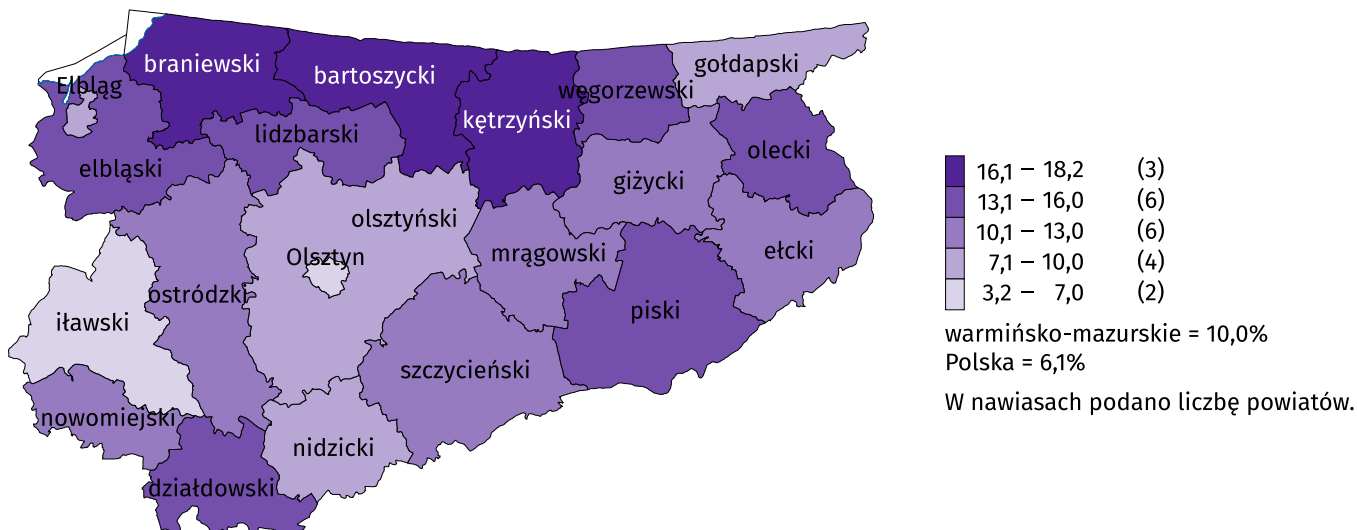 braniewski
bartoszycki
gołdapski
Elbląg
węgorzewski
kętrzyński
lidzbarski
olecki
elbląski
giżycki
olsztyński
mrągowski
ełcki
Olsztyn
ostródzki
piski
iławski
szczycieński
nowomiejski
nidzicki
działdowski
16,1 – 18,2 (3)
13,1 – 16,0 (6)
10,1 – 13,0 (6)
7,1 – 10,0 (4)
3,2 – 7,0 (2)
warmińsko-mazurskie = 10,0%
Polska = 6,1%
W nawiasach podano liczbę powiatów.